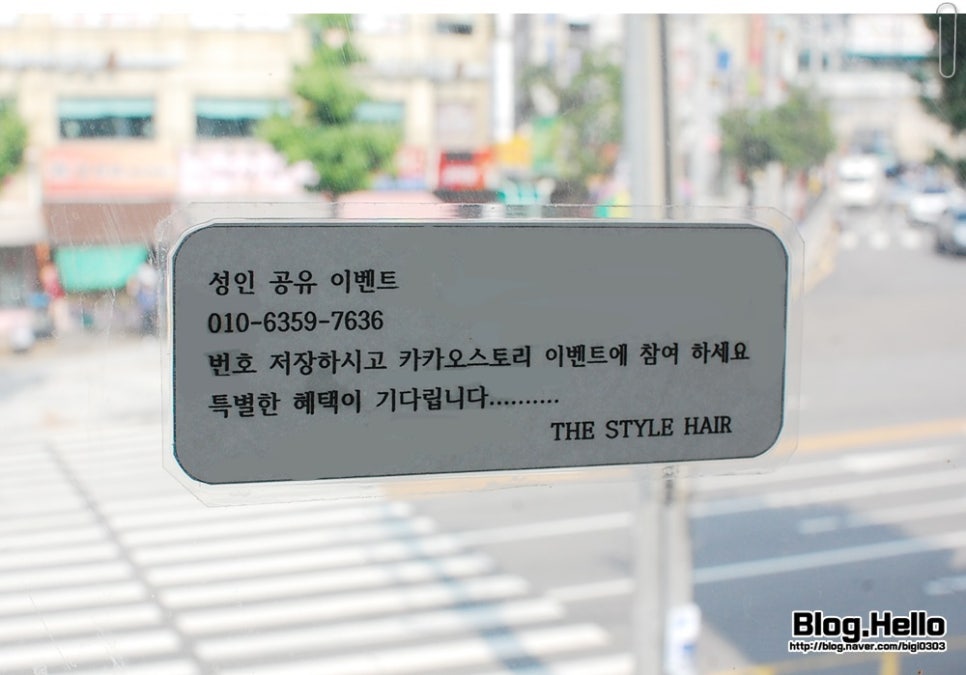 성인 공유 이벤트
010-6359-7636
번호 저장하시고 카카오스토리 이벤트에 참여 하세요
특별한 혜택이 기다립니다..........
THE STYLE HAIR
Blog.Hello
http://blog.naver.com/bigi0303